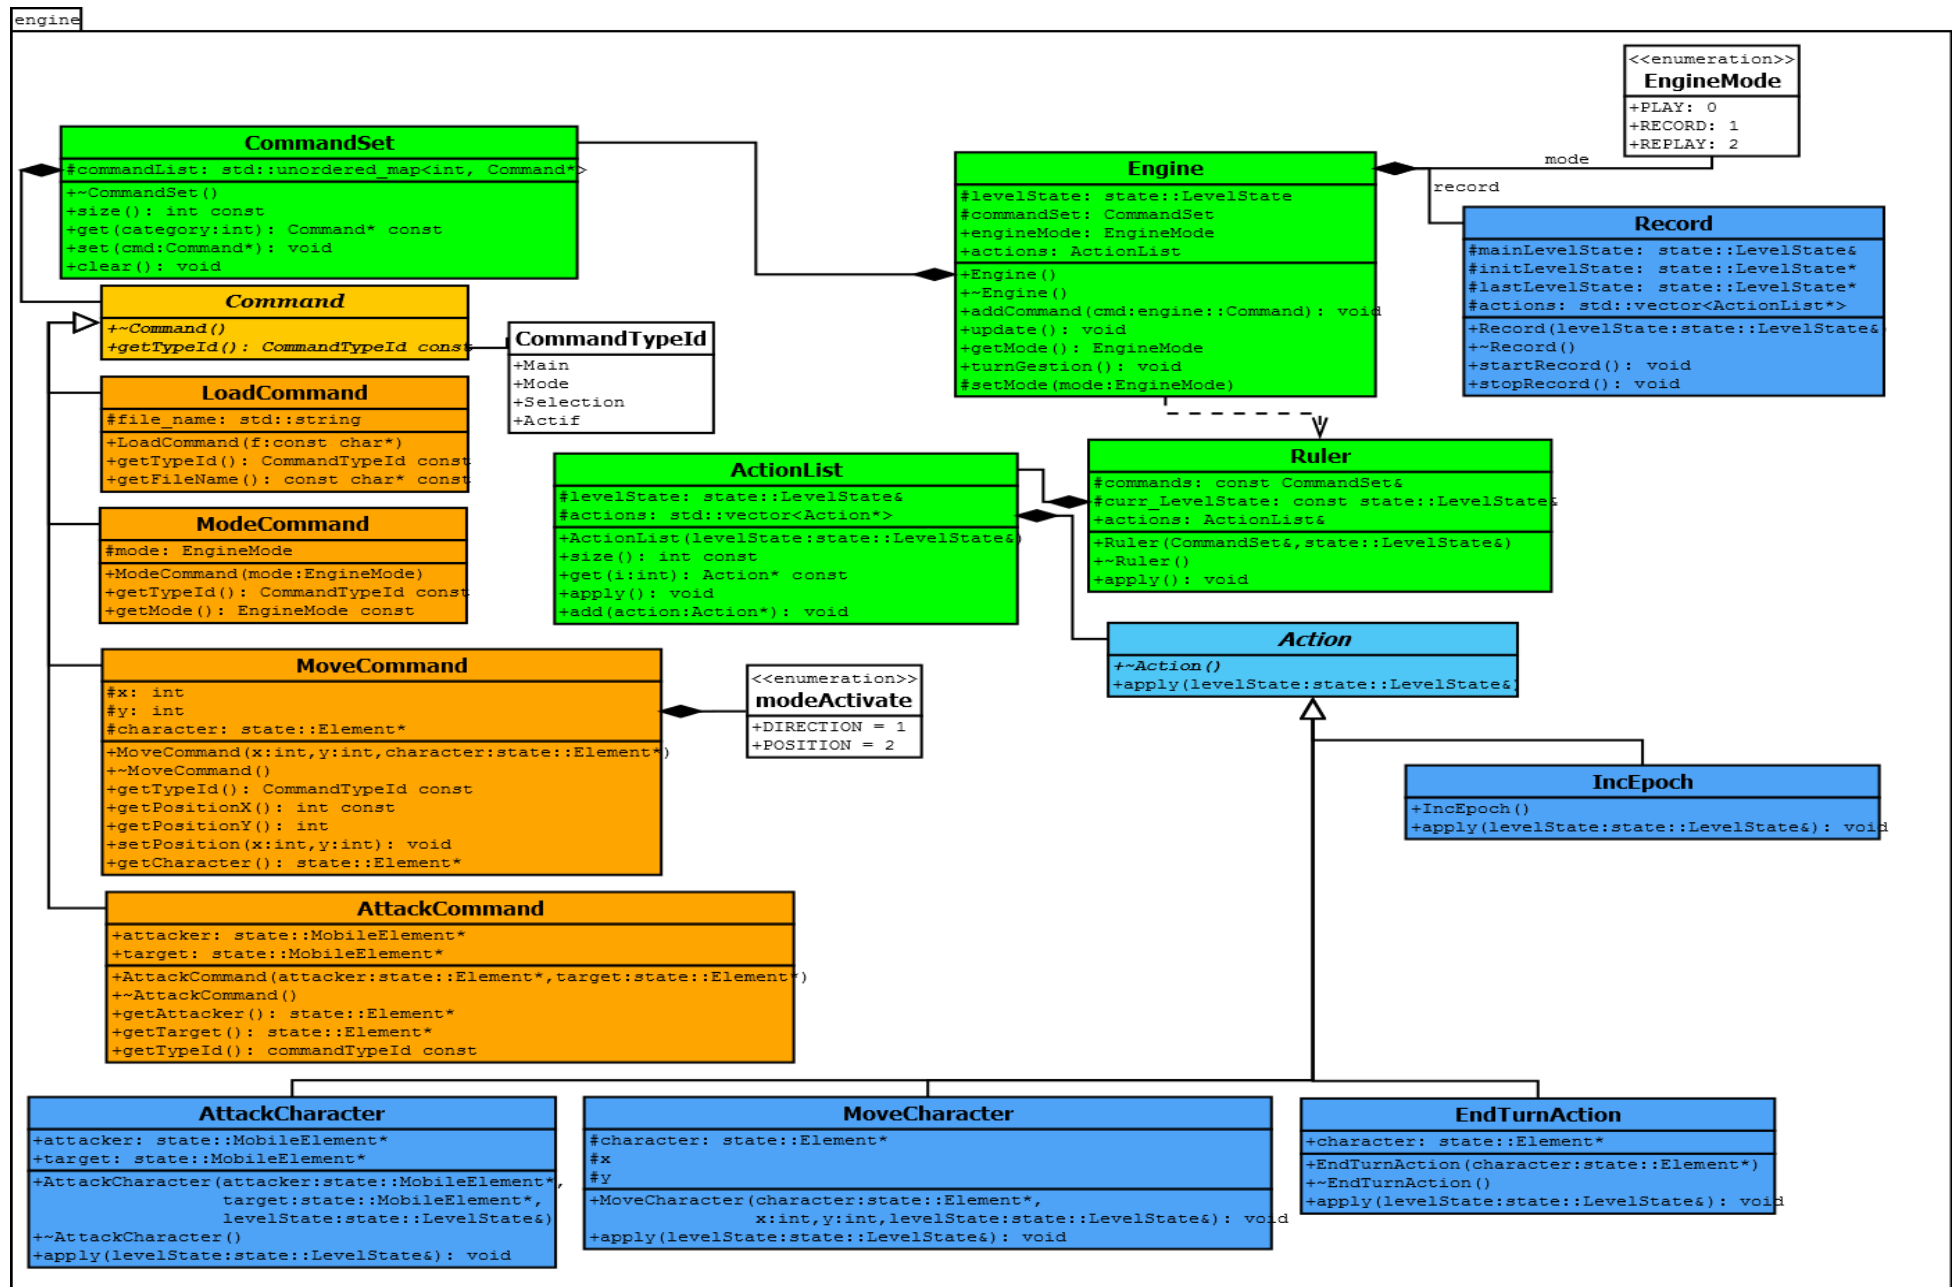 engine
<<enumeration>>
EngineMode
+PLAY: 0
+RECORD: 1
+REPLAY: 2
mode
record
CommandSet
#commandList: std::unordered_map<int, Command*>
+~CommandSet()
+size(): int const
+get(category:int): Command* const
+set(cmd:Command*): void
+clear(): void
Engine
#levelState: state::LevelState
#commandSet: CommandSet
+engineMode: EngineMode
+actions: ActionList
+Engine()
+~Engine()
+addCommand(cmd:engine::Command): void
+update(): void
+getMode(): EngineMode
+turnGestion(): void
#setMode(mode:EngineMode)
Record
#mainLevelState: state::LevelState&
#initLevelState: state::LevelState*
#lastLevelState: state::LevelState*
#actions: std::vector<ActionList*>
+Record(levelState:state::LevelState&
+~Record()
+startRecord(): void
+stopRecord(): void
Command
+~Command()
+getTypeId(): CommandTypeId const
CommandTypeId
+Main
+Mode
+Selection
+Actif
LoadCommand
#file_name: std::string
+LoadCommand(f:const char*)
+getTypeId(): CommandTypeId const
+getFileName(): const char* const
ModeCommand
#mode: EngineMode
+ModeCommand(mode:EngineMode)
+getTypeId(): CommandTypeId const
+getMode(): EngineMode const
ActionList
#levelState: state::LevelState&
#actions: std::vector<Action*>
+ActionList(levelState:state::LevelState&)
+size(): int const
+get(i:int): Action* const
+apply(): void
+add(action:Action*): void
Ruler
#commands: const CommandSet&
#curr_LevelState: const state::LevelState&
+actions: ActionList&
+Ruler(CommandSet&,state::LevelState&)
+~Ruler()
+apply(): void
Action
+~Action()
+apply(levelState:state::LevelState&)
MoveCommand
#x: int
#y: int
#character: state::Element*
+MoveCommand(x:int,y:int,character:state::Element*)
+~MoveCommand()
+getTypeId(): CommandTypeId const
+getPositionX(): int const
+getPositionY(): int
+setPosition(x:int,y:int): void
+getCharacter(): state::Element*
<<enumeration>>
modeActivate
+DIRECTION = 1
+POSITION = 2
IncEpoch
+IncEpoch()
+apply(levelState:state::LevelState&): void
AttackCommand
+attacker: state::MobileElement*
+target: state::MobileElement*
+AttackCommand(attacker:state::Element*,target:state::Element*)
+~AttackCommand()
+getAttacker(): state::Element*
+getTarget(): state::Element*
+getTypeId(): commandTypeId const
AttackCharacter
+attacker: state::MobileElement*
+target: state::MobileElement*
+AttackCharacter(attacker:state::MobileElement*,
target:state::MobileElement*,
levelState:state::LevelState&)
+~AttackCharacter()
+apply(levelState:state::LevelState&): void
MoveCharacter
#character: state::Element*
#x
#y
+MoveCharacter(character:state::Element*,
x:int,y:int,levelState:state::LevelState&): void
+apply(levelState:state::LevelState&): void
EndTurnAction
+character: state::Element*
+EndTurnAction(character:state::Element*)
+~EndTurnAction()
+apply(levelState:state::LevelState&): void